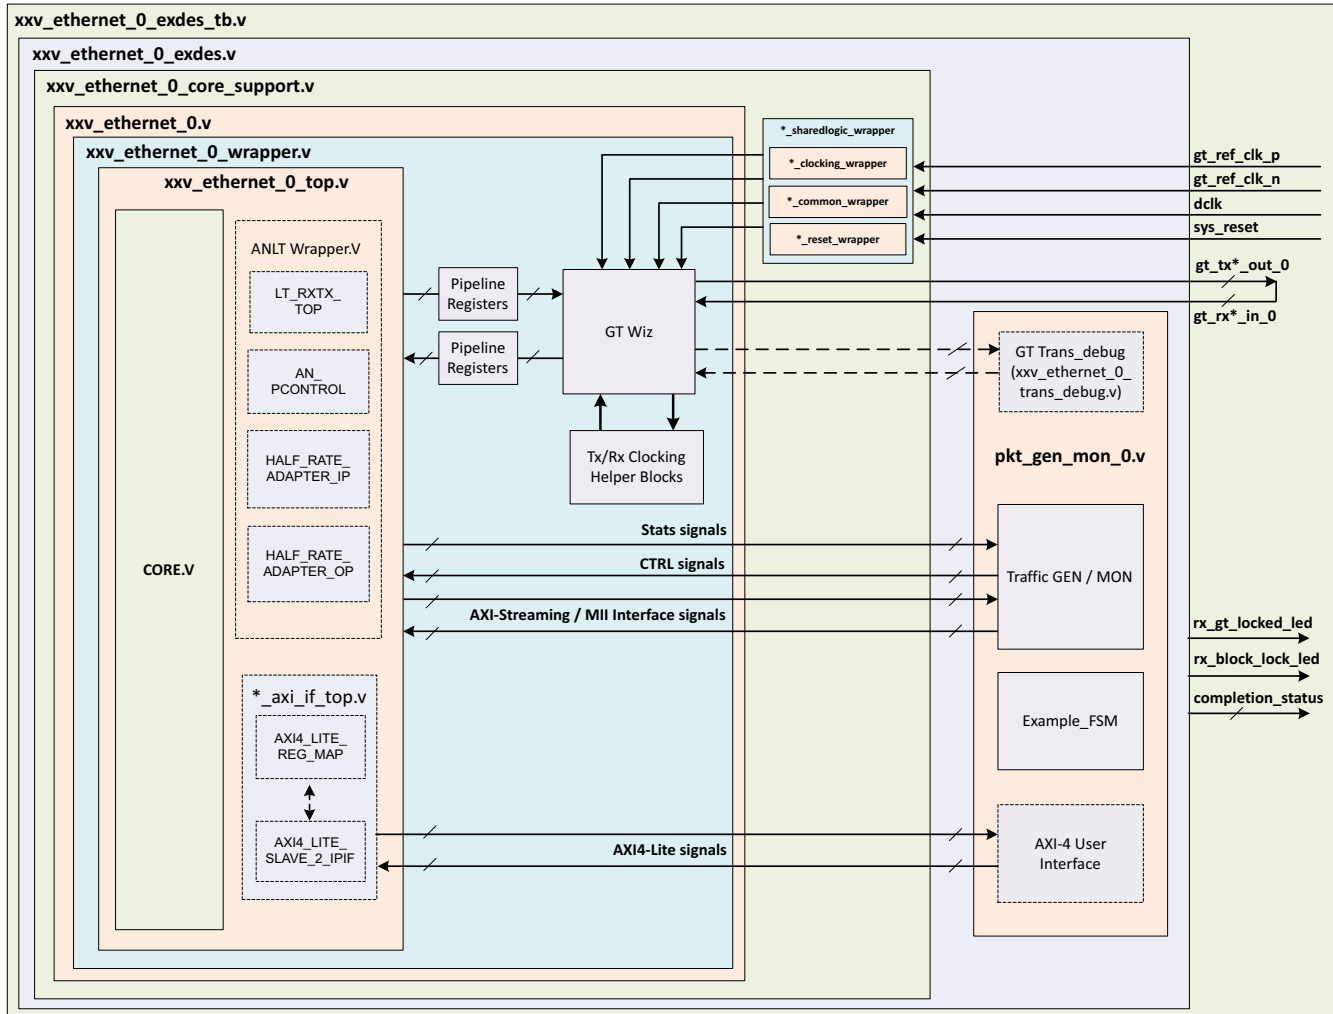 xxv_ethernet_0_exdes_tb.v
xxv_ethernet_0_exdes.v
xxv_ethernet_0_core_support.v
xxv_ethernet_0.v
xxv_ethernet_0_wrapper.v
xxv_ethernet_0_top.v
CORE.V
ANLT Wrapper.V
LT_RXTX_
TOP
AN_
PCONTROL
HALF_RATE_
ADAPTER_IP
HALF_RATE_
ADAPTER_OP
*_axi_if_top.v
AXI4_LITE_
REG_MAP
AXI4_LITE_
SLAVE_2_IPIF
Pipeline
Registers
Pipeline
Registers
GT Wiz
Tx/Rx Clocking
Helper Blocks
*_sharedlogic_wrapper
*_clocking_wrapper
*_common_wrapper
*_reset_wrapper
gt_ref_clk_p
gt_ref_clk_n
dclk
sys_reset
gt_tx*_out_0
gt_rx*_in_0
GT Trans_debug
(xxv_ethernet_0_
trans_debug.v)
pkt_gen_mon_0.v
Stats signals
CTRL signals
AXI-Streaming / MII Interface signals
Traffic GEN / MON
Example_FSM
AXI4-Lite signals
AXI-4 User
Interface
rx_gt_locked_led
rx_block_lock_led
completion_status